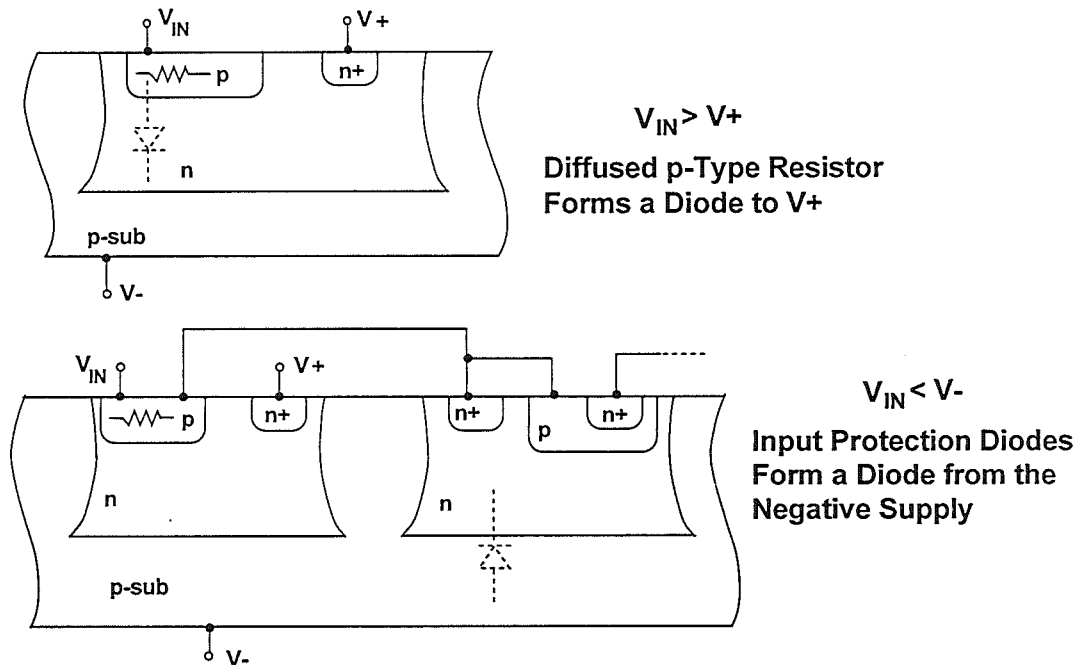 V_IN V+
p n+
n
p-sub
V-
V_IN > V+
Diffused p-Type Resistor
Forms a Diode to V+
V_IN V+
p n+ n+ n+
p
n n
p-sub
V-
V_IN < V-
Input Protection Diodes
Form a Diode from the
Negative Supply